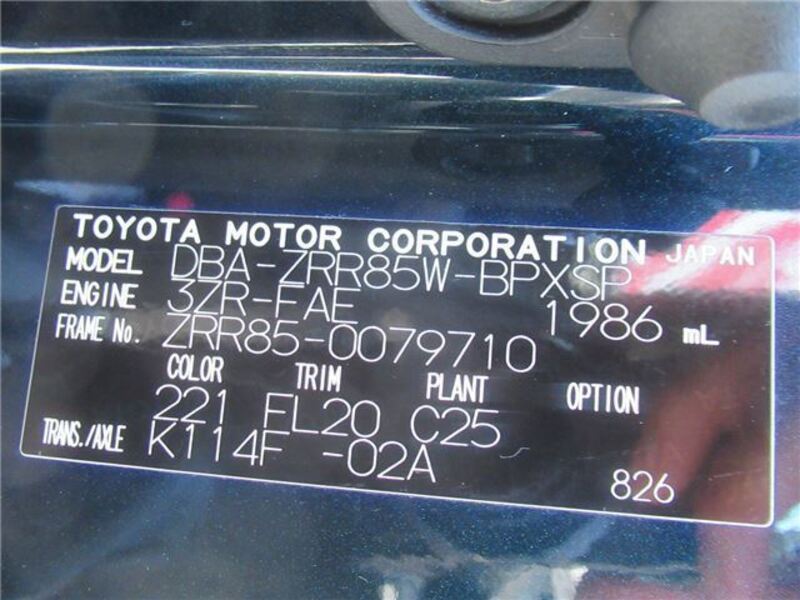 TOYOTA MOTOR CORPORATION JAPAN
MODEL DBA-ZRR85W-BPXSP
ENGINE 3ZR-FAE 1986 mL
FRAME No. ZRR85-0079710
COLOR TRIM PLANT OPTION
221 FL20 C25
TRANS./AXLE K114F -02A
826